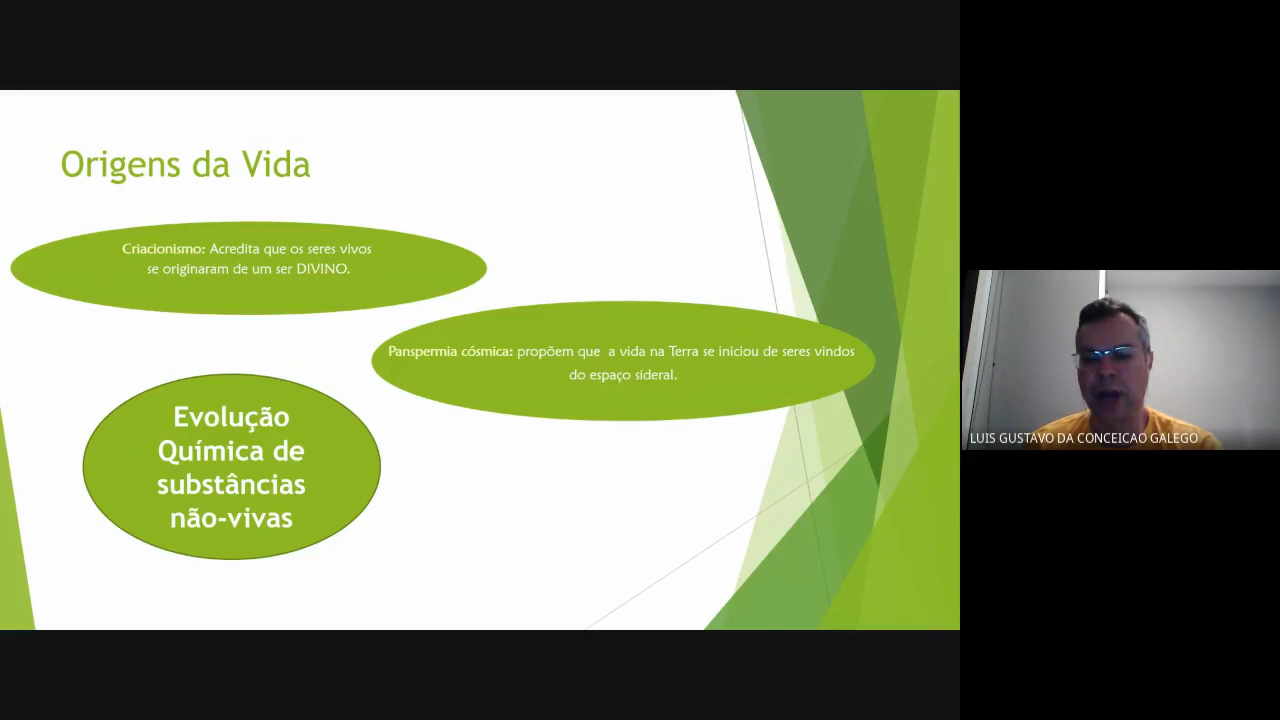 Origens da Vida
Criacionismo: Acredita que os seres vivos
se originaram de um ser DIVINO.
Panspermia cósmica: propõem que  a vida na Terra se iniciou de seres vindos
do espaço sideral.
Evolução
Química de
substâncias
não-vivas
LUIS GUSTAVO DA CONCEICAO GALEGO